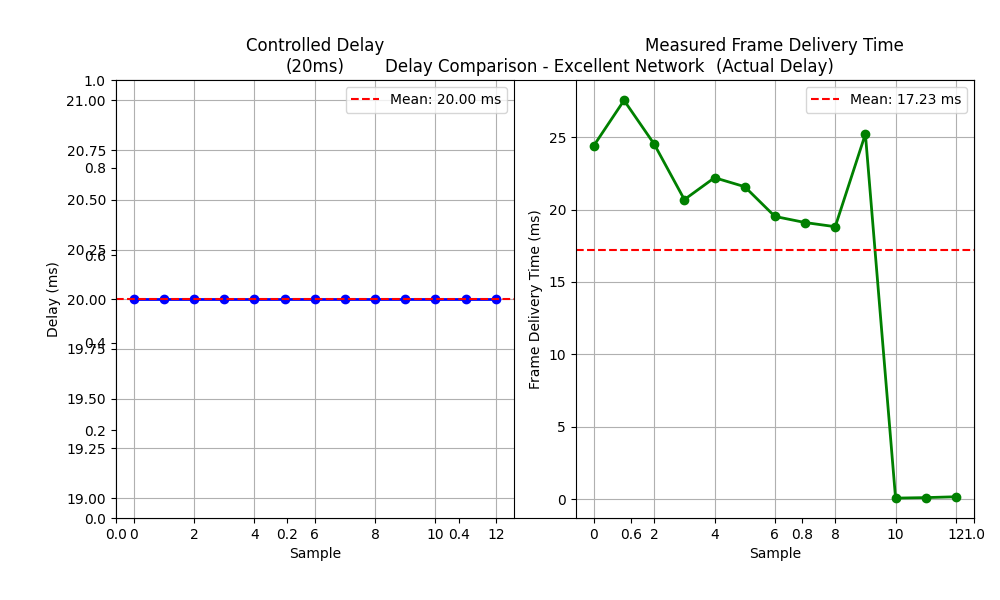 Controlled Delay
(20ms)
Delay Comparison - Excellent Network
Measured Frame Delivery Time
(Actual Delay)
Mean: 20.00 ms
Mean: 17.23 ms
Delay (ms)
1.0
21.00
20.75
0.8
20.50
20.25
0.6
20.00
0.4
19.75
19.50
0.2
19.25
19.00
0.0
0.0 0 2 4 0.2 6 8 10 0.4 12
Sample
Frame Delivery Time (ms)
25
20
15
10
5
0
0 0.6 2 4 6 0.8 8 10 12 1.0
Sample